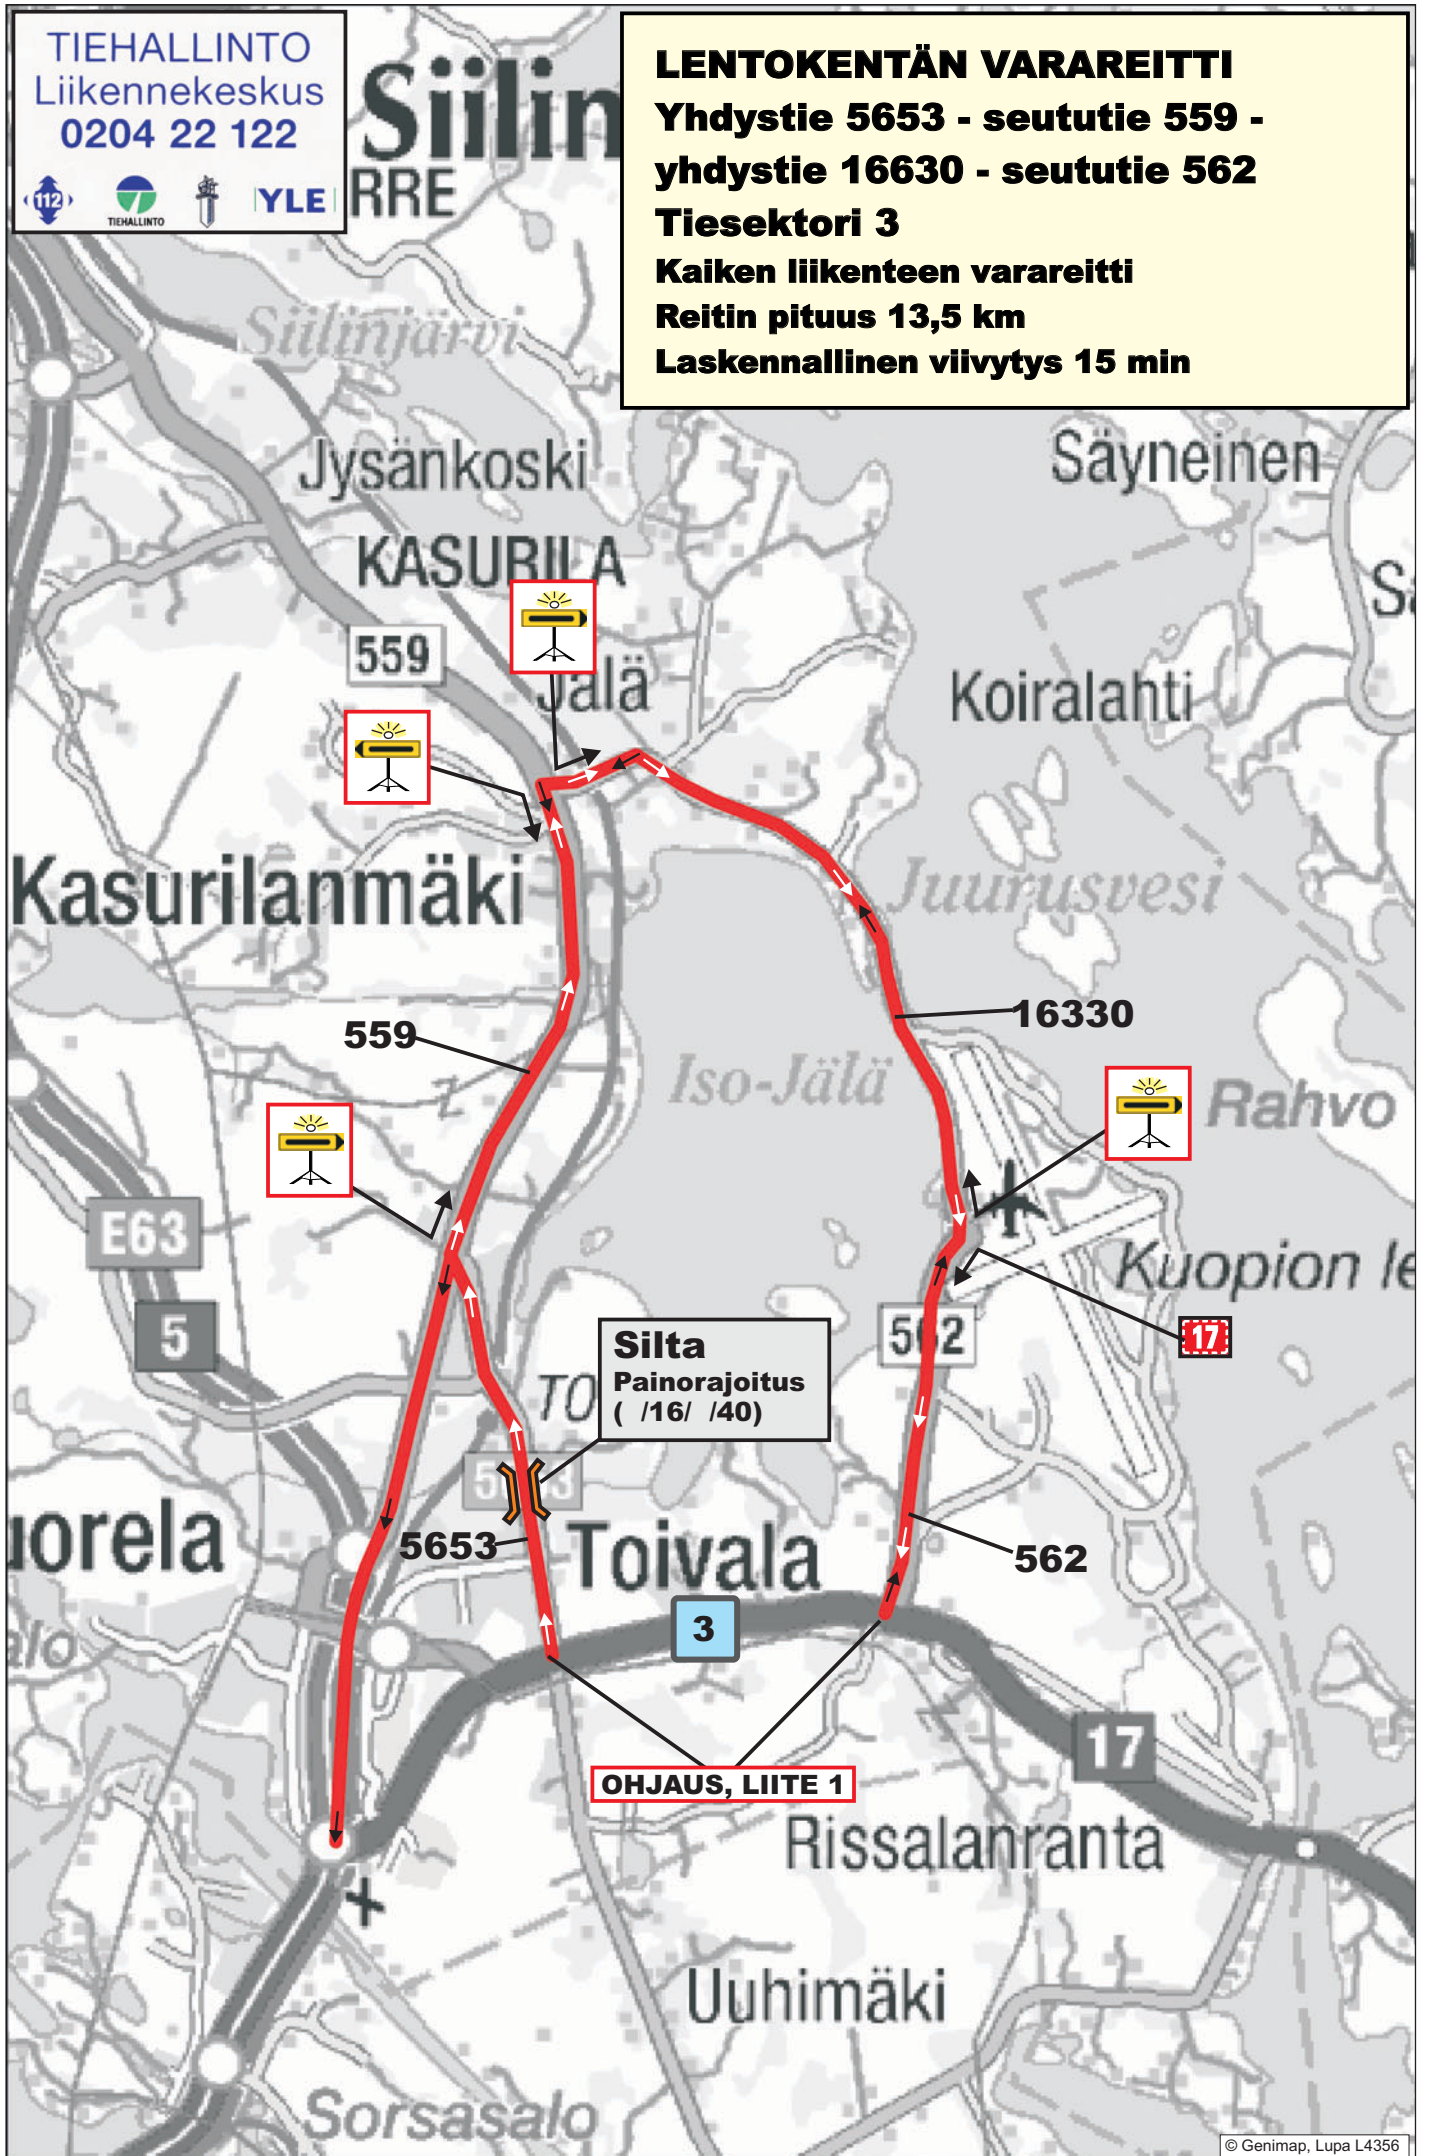 TIEHALLINTO
Liikennekeskus
0204 22 122
112
TIEHALLINTO
YLE
LENTOKENTÄN VARAREITTI
Yhdystie 5653 - seututie 559 -
yhdystie 16630 - seututie 562
Tiesektori 3
Kaiken liikenteen varareitti
Reitin pituus 13,5 km
Laskennallinen viivytys 15 min
Siilin
RRE
Siilinjärvi
Jysänkoski
Säyneinen
KASURILA
559
Jälä
Koiralahti
Kasurilanmäki
Juurusvesi
559
16330
Iso-Jälä
Rahvo
E63
5
Kuopion le
562
17
Silta
Painorajoitus
( /16/ /40)
TO
uorela
5653
Toivala
562
3
alo
17
OHJAUS, LIITE 1
Rissalanranta
Uuhimäki
Sorsasalo
© Genimap, Lupa L4356